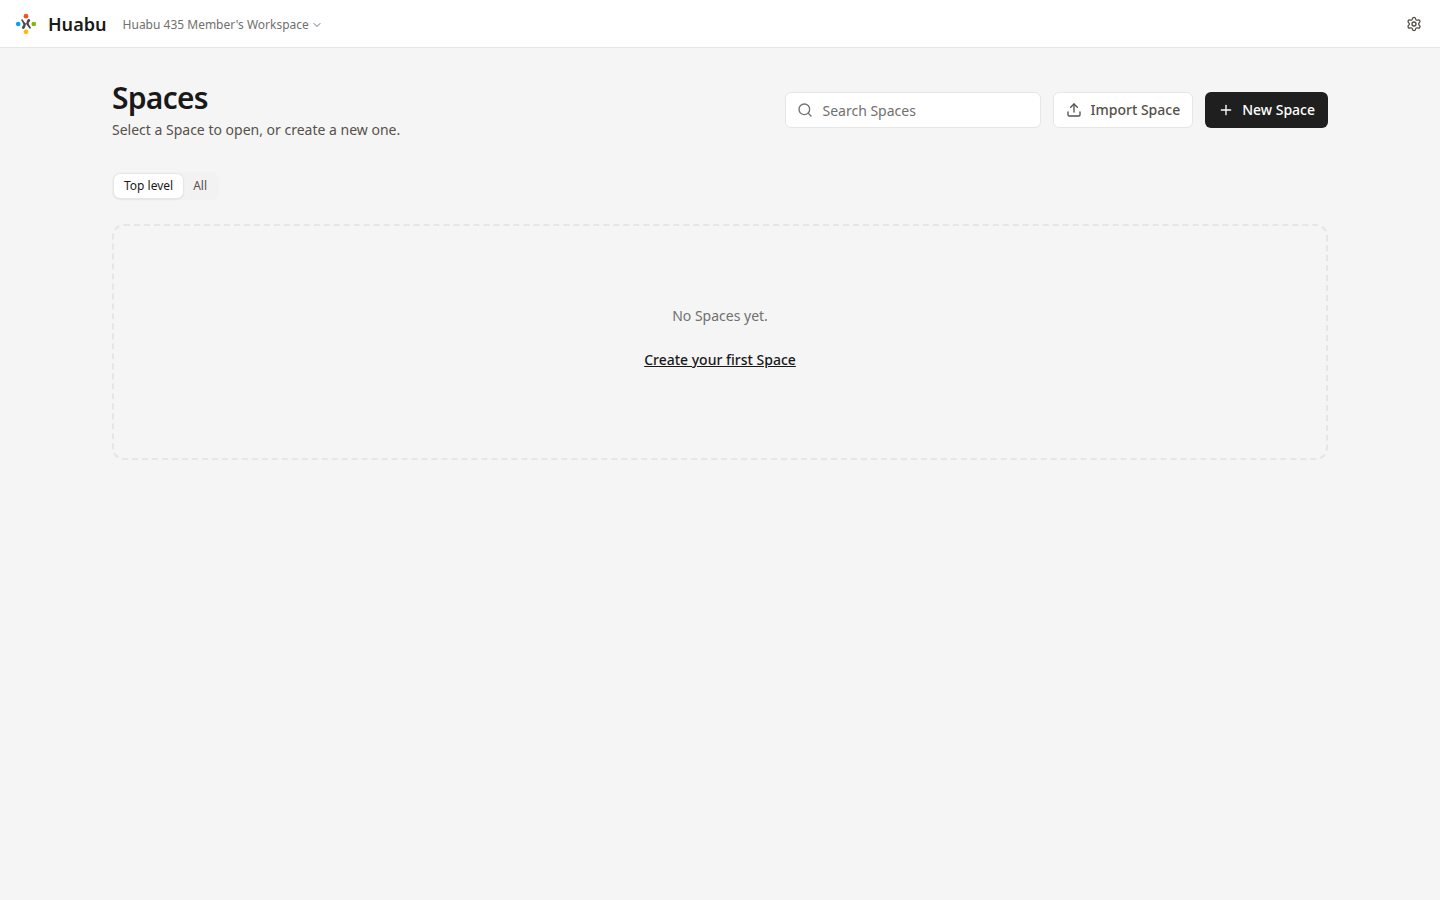 Huabu
Huabu 435 Member's Workspace
Spaces
Select a Space to open, or create a new one.
Search Spaces
Import Space
New Space
Top level
All
No Spaces yet.
Create your first Space